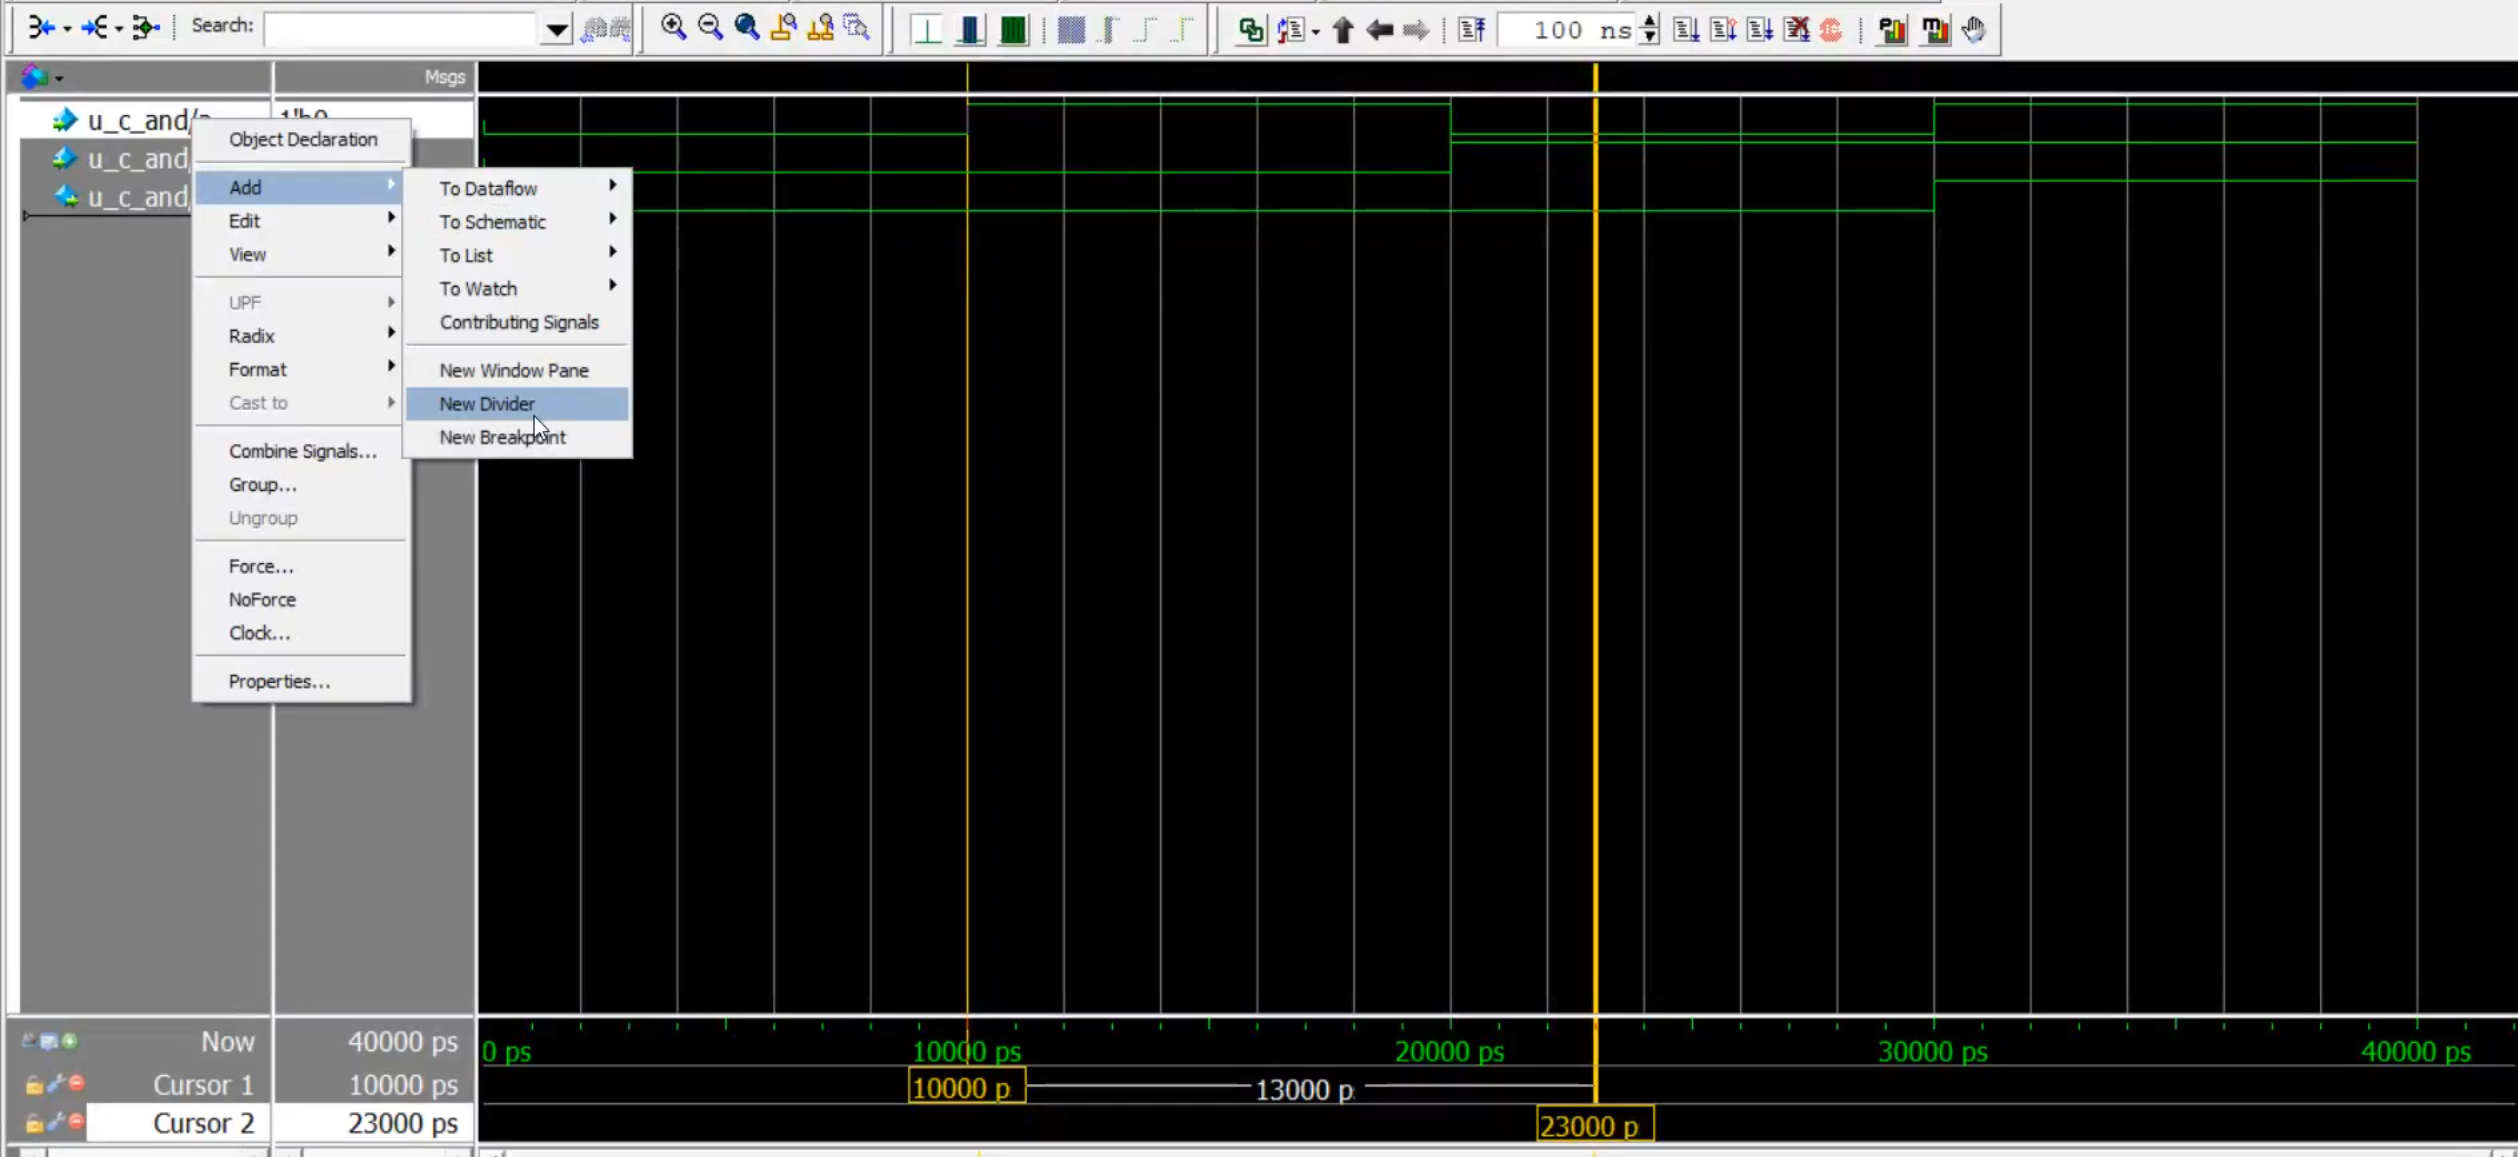 Search:
100 ns
Msgs
u_c_and/a 1'h0
u_c_and/
u_c_and/
Object Declaration
Add
Edit
View
UPF
Radix
Format
Cast to
Combine Signals...
Group...
Ungroup
Force...
NoForce
Clock...
Properties...
To Dataflow
To Schematic
To List
To Watch
Contributing Signals
New Window Pane
New Divider
New Breakpoint
Now 40000 ps
0 ps 10000 ps 20000 ps 30000 ps 40000 ps
Cursor 1 10000 ps
10000 p 13000 p
Cursor 2 23000 ps
23000 p